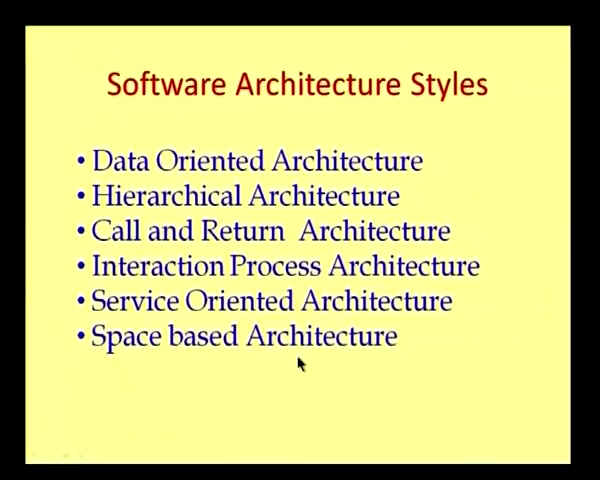 Software Architecture Styles
• Data Oriented Architecture
• Hierarchical Architecture
• Call and Return Architecture
• Interaction Process Architecture
• Service Oriented Architecture
• Space based Architecture